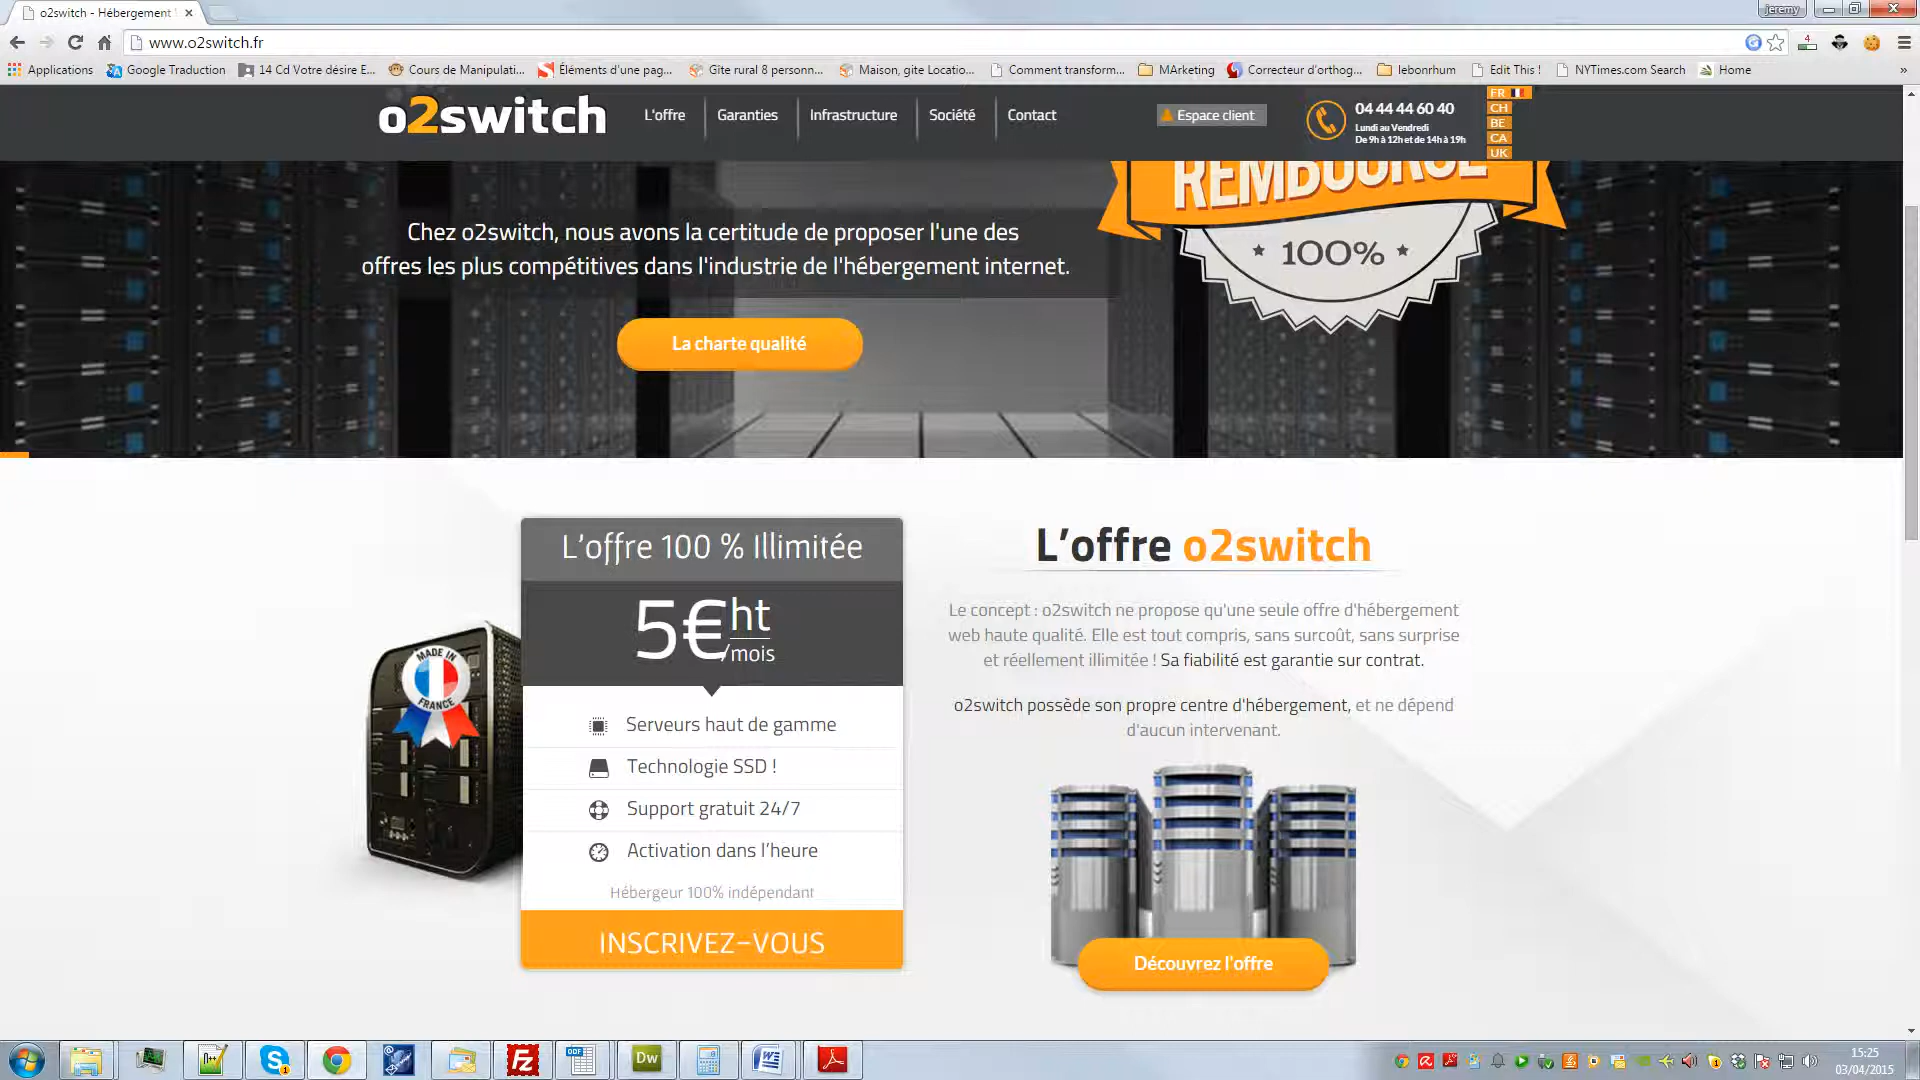 o2switch - Hébergement
jeremy
www.o2switch.fr
4
Applications
Google Traduction
14 Cd Votre désire E...
Cours de Manipulati...
Éléments d'une pag...
Gîte rural 8 personn...
Maison, gite Locatio...
Comment transform...
MArketing
Correcteur d'orthog...
lebonrhum
Edit This !
NYTimes.com Search
Home
»
o2switch
L'offre
Garanties
Infrastructure
Société
Contact
Espace client
04 44 44 60 40
Lundi au Vendredi
De 9h à 12h et de 14h à 19h
FR
CH
BE
CA
UK
REMBOURSÉ
100%
Chez o2switch, nous avons la certitude de proposer l'une des
offres les plus compétitives dans l'industrie de l'hébergement internet.
La charte qualité
L'offre 100 % Illimitée
5€ht
/mois
MADE IN
FRANCE
Serveurs haut de gamme
Technologie SSD !
Support gratuit 24/7
Activation dans l'heure
Hébergeur 100% indépendant
INSCRIVEZ-VOUS
L'offre o2switch
Le concept : o2switch ne propose qu'une seule offre d'hébergement
web haute qualité. Elle est tout compris, sans surcoût, sans surprise
et réellement illimitée ! Sa fiabilité est garantie sur contrat.
o2switch possède son propre centre d'hébergement, et ne dépend
d'aucun intervenant.
Découvrez l'offre
Dw
15:25
03/04/2015